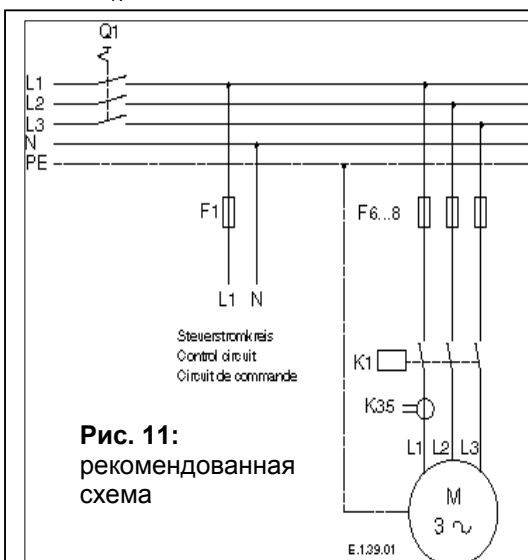 Q1
L1
L2
L3
N
PE
F1
F6...8
L1 N
Steuerstromkreis
Control circuit
Circuit de commande
K1
K35
L1 L2 L3
M
3 ~
Рис. 11:
рекомендованная
схема
E.1.39.01